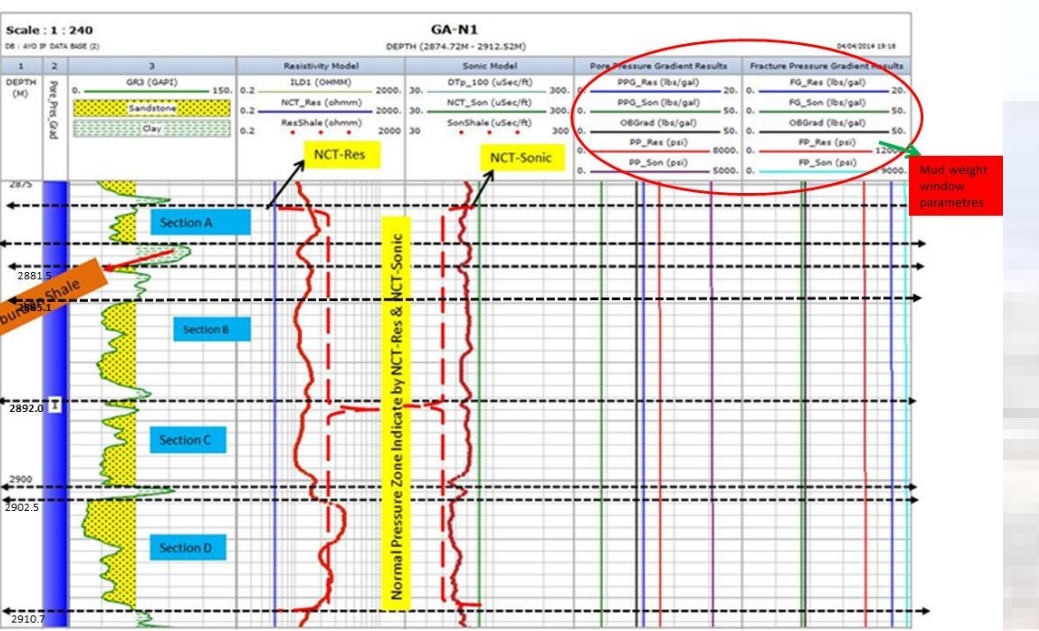 Scale : 1 : 240
GA-N1
DB : AYO IP DATA BASE (2)
DEPTH (2874.72M - 2912.52M)
04/04/2014 19:16
1 2 3 Resistivity Model Sonic Model Pore Pressure Gradient Results Fracture Pressure Gradient Results
DEPTH (M)
Pore_Pres_Grad
GR3 (GAPI)
0. 150.
Sandstone
Clay
ILD1 (OHMM)
0.2 2000.
NCT_Res (ohmm)
0.2 2000.
ResShale (ohmm)
0.2 2000
DTp_100 (uSec/ft)
30. 300.
NCT_Son (uSec/ft)
30. 300.
SonShale (uSec/ft)
30 300
PPG_Res (lbs/gal)
0. 20.
PPG_Son (lbs/gal)
0. 50.
OBGrad (lbs/gal)
0. 50.
PP_Res (psi)
0. 8000.
PP_Son (psi)
0. 5000.
FG_Res (lbs/gal)
0. 20.
FG_Son (lbs/gal)
0. 50.
OBGrad (lbs/gal)
0. 50.
FP_Res (psi)
0. 12000.
FP_Son (psi)
0. 9000.
NCT-Res
NCT-Sonic
Mud weight
window
parametres
2875
Section A
2881.5
Shale
Section B
Normal Pressure Zone Indicate by NCT-Res & NCT-Sonic
2892.0
1
Section C
2900
2902.5
Section D
2910.7